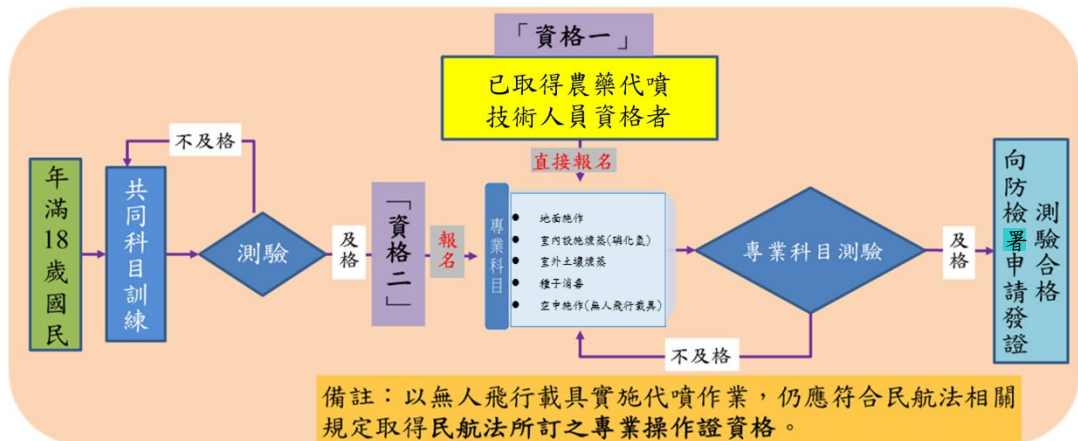 「資格一」
已取得農藥代噴
技術人員資格者
直接報名
年滿18歲國民
共同科目訓練
不及格
測驗
及格
「資格二」
報名
專業科目
● 地面施作
● 室內設施燻蒸(磷化氫)
● 室外土壤燻蒸
● 種子消毒
● 空中施作(無人飛行載具)
專業科目測驗
不及格
及格
測驗合格
向防檢署申請發證
備註：以無人飛行載具實施代噴作業，仍應符合民航法相關
規定取得民航法所訂之專業操作證資格。